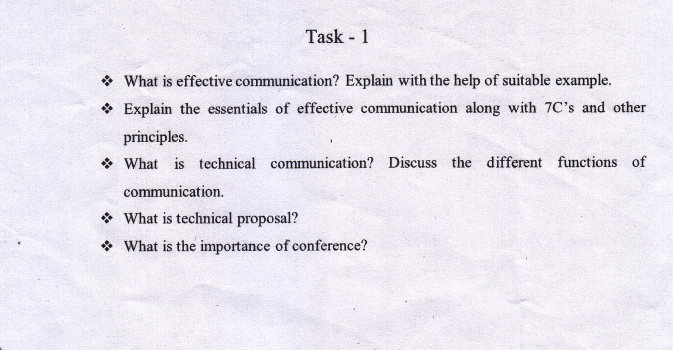 Task - 1
❖ What is effective communication? Explain with the help of suitable example.
❖ Explain the essentials of effective communication along with 7C's and other
principles.
❖ What is technical communication? Discuss the different functions of
communication.
❖ What is technical proposal?
❖ What is the importance of conference?